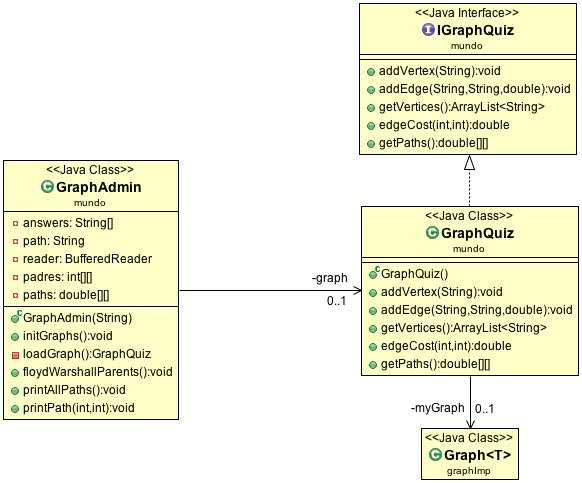 <<Java Interface>>
IGraphQuiz
mundo
addVertex(String):void
addEdge(String,String,double):void
getVertices():ArrayList<String>
edgeCost(int,int):double
getPaths():double[][]
<<Java Class>>
GraphAdmin
mundo
answers: String[]
path: String
reader: BufferedReader
padres: int[][]
paths: double[][]
GraphAdmin(String)
initGraphs():void
loadGraph():GraphQuiz
floydWarshallParents():void
printAllPaths():void
printPath(int,int):void
-graph
0..1
<<Java Class>>
GraphQuiz
mundo
GraphQuiz()
addVertex(String):void
addEdge(String,String,double):void
getVertices():ArrayList<String>
edgeCost(int,int):double
getPaths():double[][]
-myGraph 0..1
<<Java Class>>
Graph<T>
graphImp